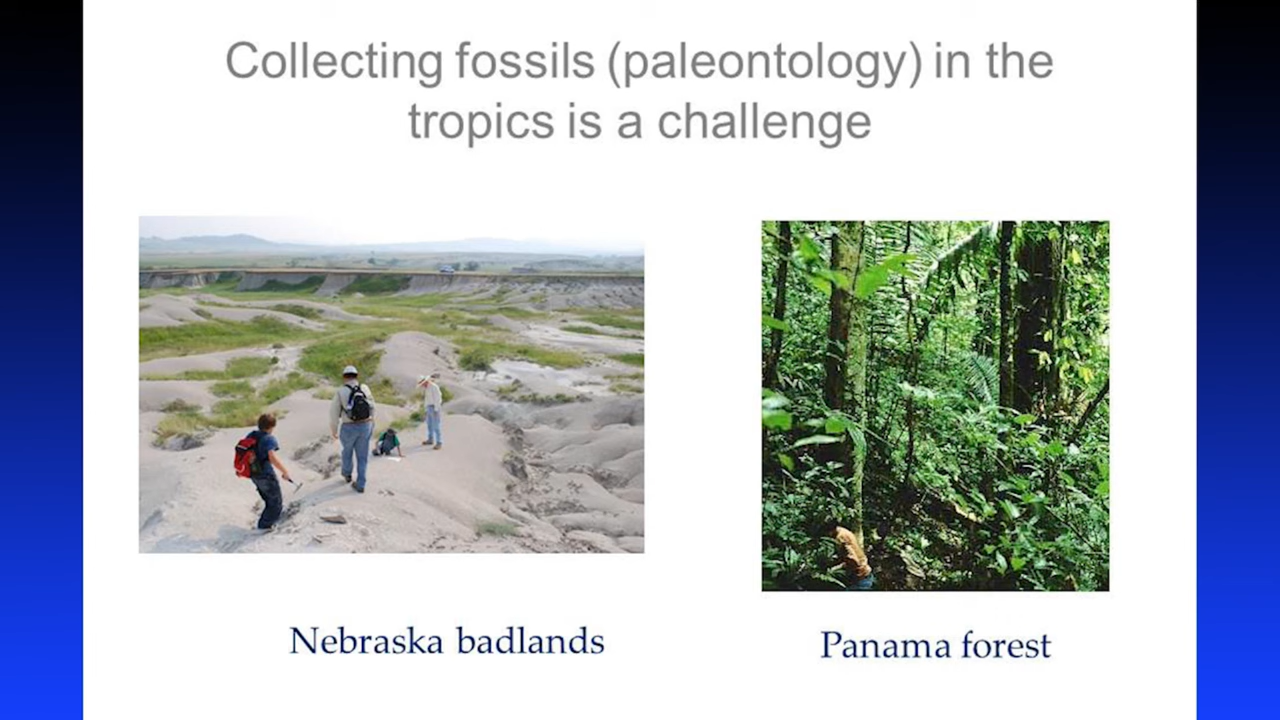 Collecting fossils (paleontology) in the
tropics is a challenge
Nebraska badlands
Panama forest